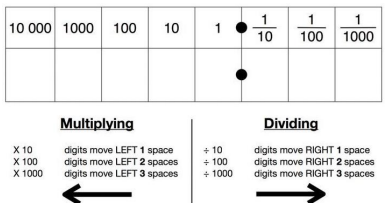 10 000 1000 100 10 1 1/10 1/100 1/1000
Multiplying
X 10 digits move LEFT 1 space
X 100 digits move LEFT 2 spaces
X 1000 digits move LEFT 3 spaces
Dividing
÷ 10 digits move RIGHT 1 space
÷ 100 digits move RIGHT 2 spaces
÷ 1000 digits move RIGHT 3 spaces